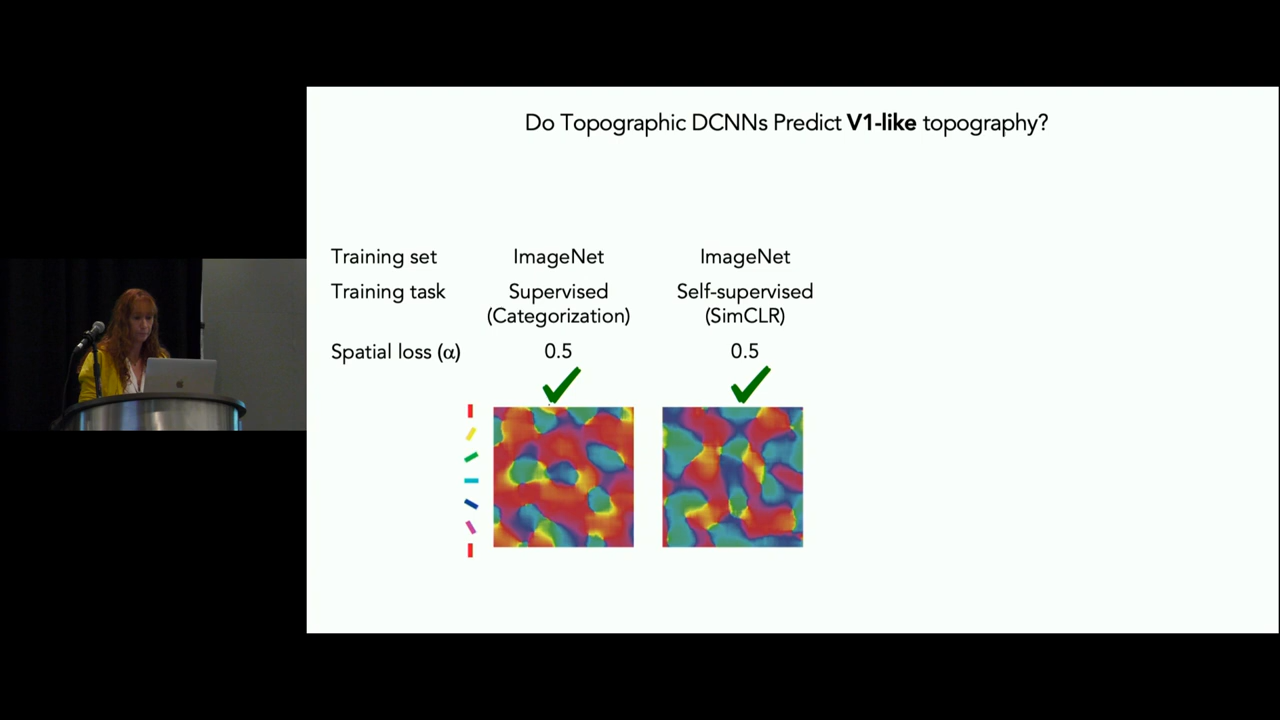 Do Topographic DCNNs Predict V1-like topography?
Training set ImageNet ImageNet
Training task Supervised Self-supervised
(Categorization) (SimCLR)
Spatial loss (α) 0.5 0.5